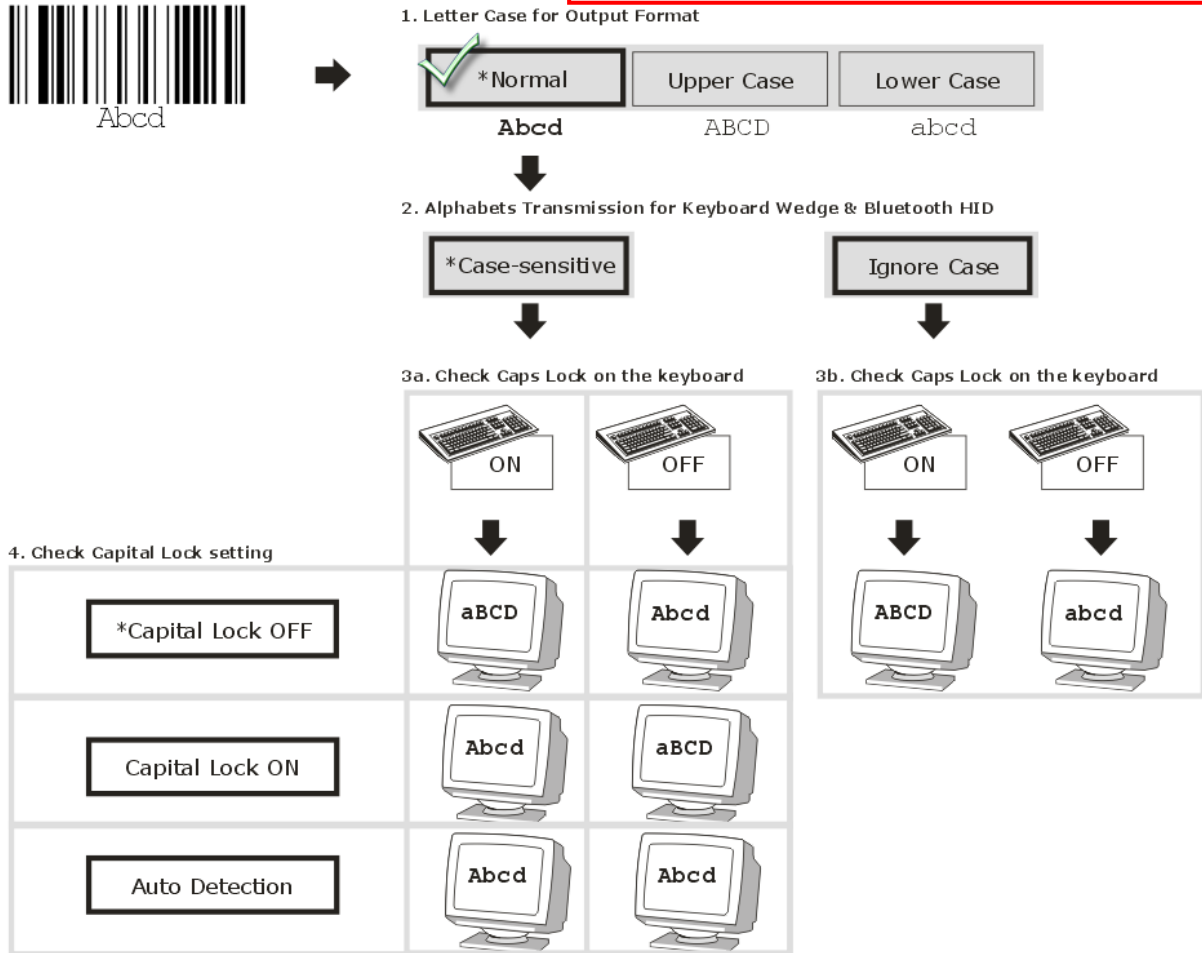 1. Letter Case for Output Format
*Normal Upper Case Lower Case
Abcd
Abcd ABCD abcd
2. Alphabets Transmission for Keyboard Wedge & Bluetooth HID
*Case-sensitive Ignore Case
3a. Check Caps Lock on the keyboard 3b. Check Caps Lock on the keyboard
ON OFF ON OFF
4. Check Capital Lock setting
*Capital Lock OFF aBCD Abcd ABCD abcd
Capital Lock ON Abcd aBCD
Auto Detection Abcd Abcd